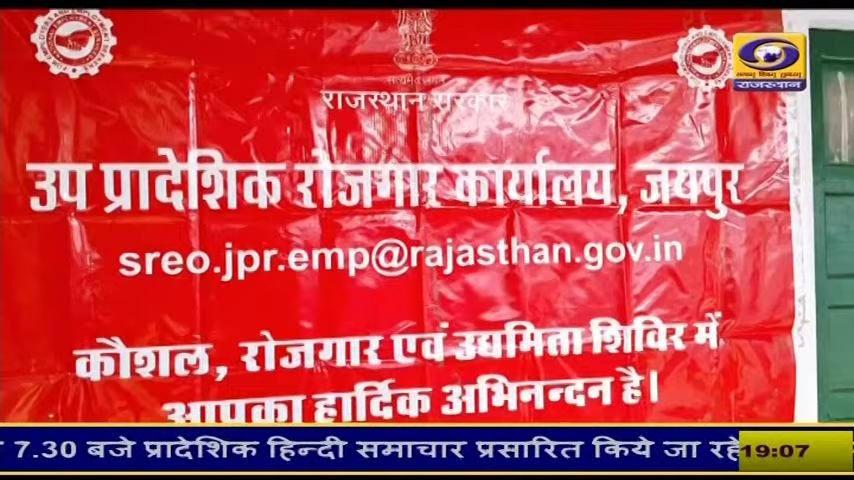 राजस्थान सरकार
उप प्रादेशिक रोजगार कार्यालय, जयपुर
sreo.jpr.emp@rajasthan.gov.in
कौशल, रोजगार एवं उद्यमिता शिविर में
आपका हार्दिक अभिनन्दन है।
राजस्थान
7.30 बजे प्रादेशिक हिन्दी समाचार प्रसारित किये जा रहे
19:07